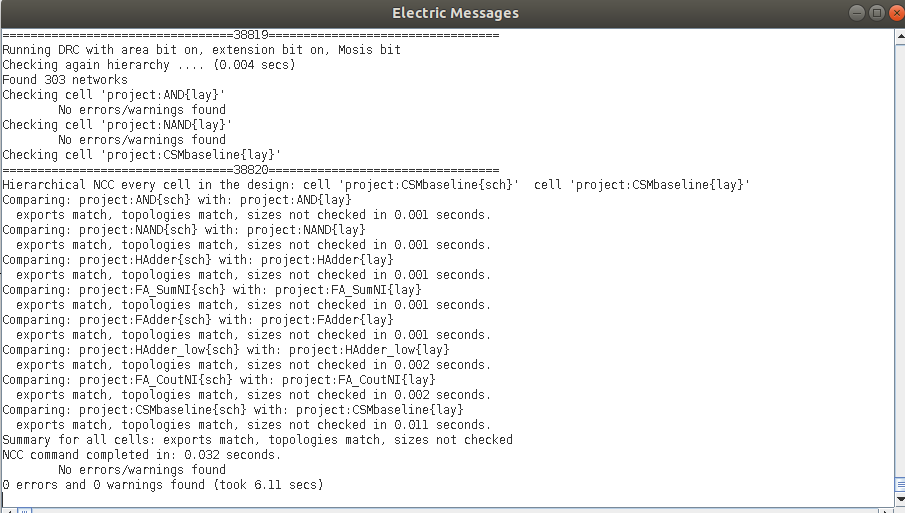 Electric Messages
=================================38819=================================
Running DRC with area bit on, extension bit on, Mosis bit
Checking again hierarchy .... (0.004 secs)
Found 303 networks
Checking cell 'project:AND{lay}'
No errors/warnings found
Checking cell 'project:NAND{lay}'
No errors/warnings found
Checking cell 'project:CSMbaseline{lay}'
=================================38820=================================
Hierarchical NCC every cell in the design: cell 'project:CSMbaseline{sch}'  cell 'project:CSMbaseline{lay}'
Comparing: project:AND{sch} with: project:AND{lay}
exports match, topologies match, sizes not checked in 0.001 seconds.
Comparing: project:NAND{sch} with: project:NAND{lay}
exports match, topologies match, sizes not checked in 0.001 seconds.
Comparing: project:HAdder{sch} with: project:HAdder{lay}
exports match, topologies match, sizes not checked in 0.001 seconds.
Comparing: project:FA_SumNI{sch} with: project:FA_SumNI{lay}
exports match, topologies match, sizes not checked in 0.001 seconds.
Comparing: project:FAdder{sch} with: project:FAdder{lay}
exports match, topologies match, sizes not checked in 0.001 seconds.
Comparing: project:HAdder_low{sch} with: project:HAdder_low{lay}
exports match, topologies match, sizes not checked in 0.002 seconds.
Comparing: project:FA_CoutNI{sch} with: project:FA_CoutNI{lay}
exports match, topologies match, sizes not checked in 0.002 seconds.
Comparing: project:CSMbaseline{sch} with: project:CSMbaseline{lay}
exports match, topologies match, sizes not checked in 0.011 seconds.
Summary for all cells: exports match, topologies match, sizes not checked
NCC command completed in: 0.032 seconds.
No errors/warnings found
0 errors and 0 warnings found (took 6.11 secs)